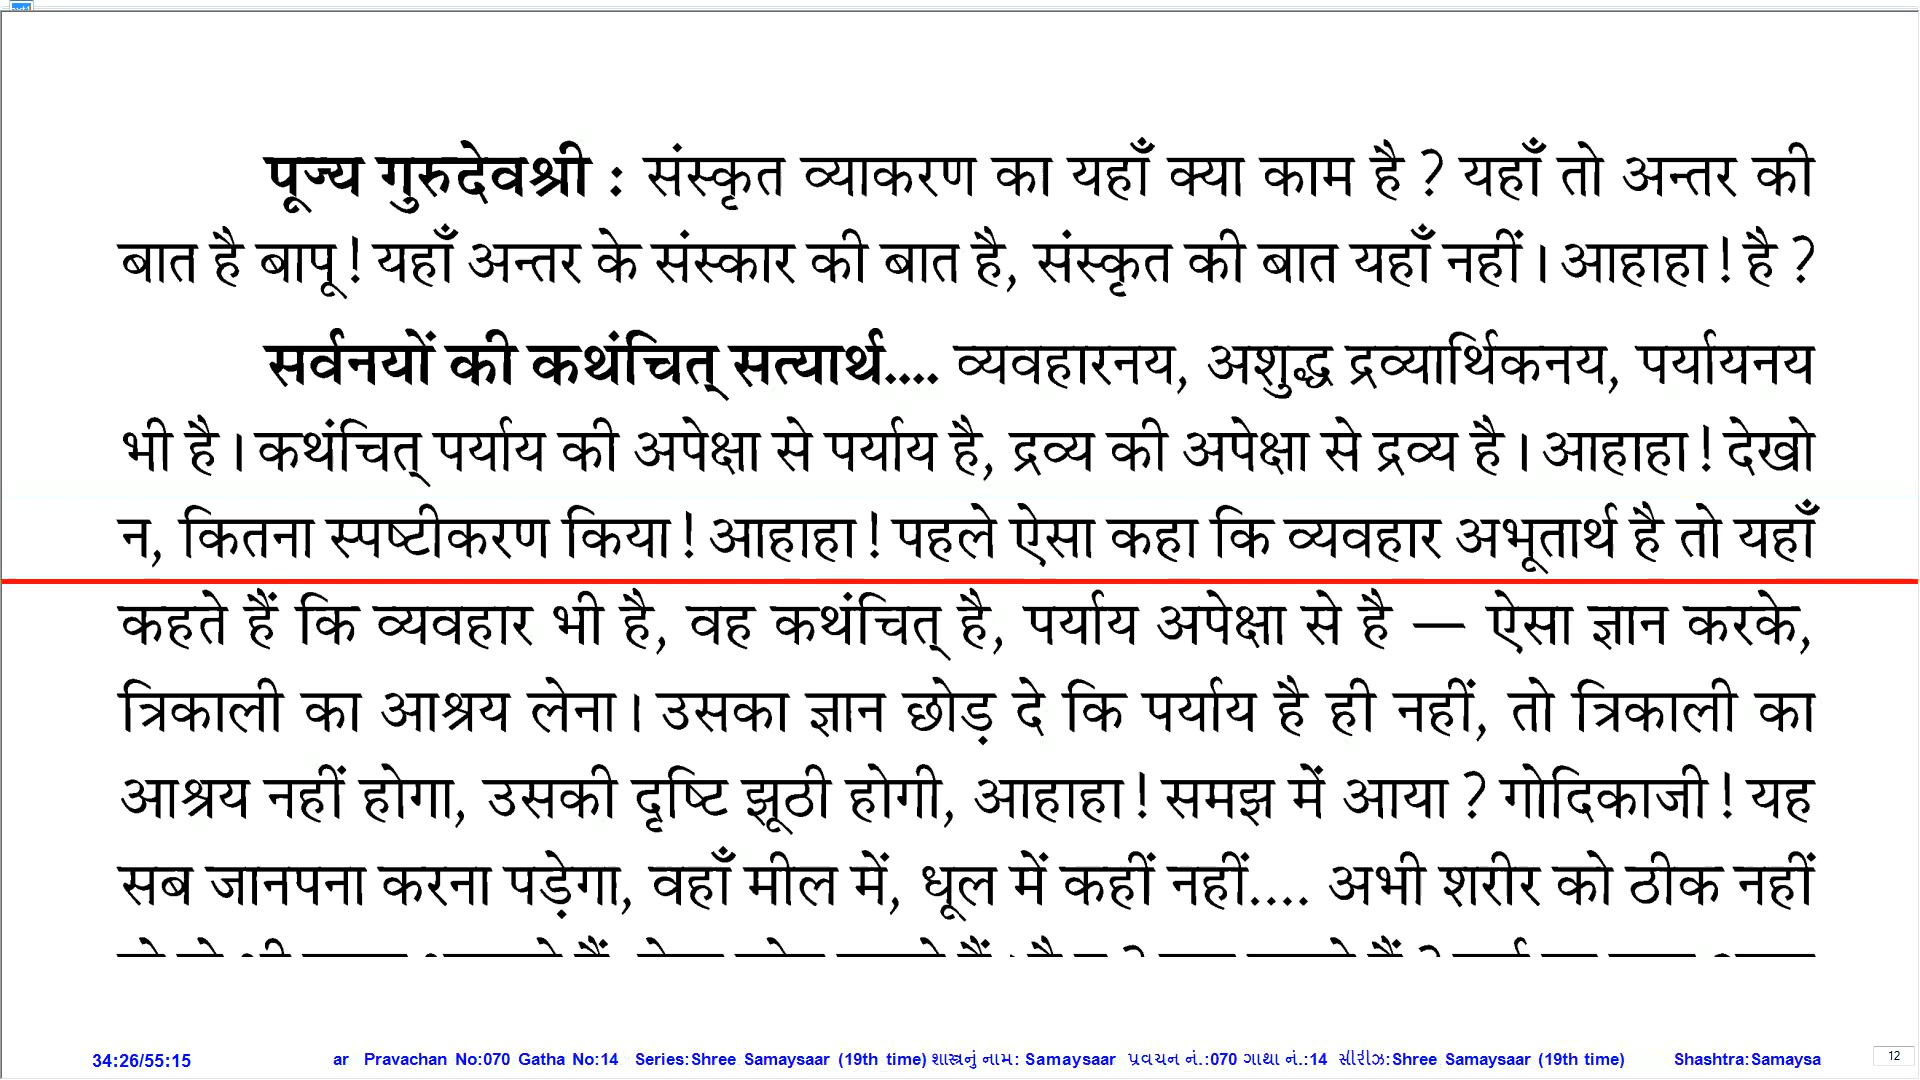 पूज्य गुरुदेवश्री : संस्कृत व्याकरण का यहाँ क्या काम है ? यहाँ तो अन्तर की
बात है बापू ! यहाँ अन्तर के संस्कार की बात है, संस्कृत की बात यहाँ नहीं । आहाहा ! है ?
सर्वनयों की कथंचित् सत्यार्थ.... व्यवहारनय, अशुद्ध द्रव्यार्थिकनय, पर्यायनय
भी है । कथंचित् पर्याय की अपेक्षा से पर्याय है, द्रव्य की अपेक्षा से द्रव्य है । आहाहा ! देखो
न, कितना स्पष्टीकरण किया ! आहाहा ! पहले ऐसा कहा कि व्यवहार अभूतार्थ है तो यहाँ
कहते हैं कि व्यवहार भी है, वह कथंचित् है, पर्याय अपेक्षा से है — ऐसा ज्ञान करके,
त्रिकाली का आश्रय लेना । उसका ज्ञान छोड़ दे कि पर्याय है ही नहीं, तो त्रिकाली का
आश्रय नहीं होगा, उसकी दृष्टि झूठी होगी, आहाहा ! समझ में आया ? गोदिकाजी ! यह
सब जानपना करना पड़ेगा, वहाँ मील में, धूल में कहीं नहीं.... अभी शरीर को ठीक नहीं
34:26/55:15 ar Pravachan No:070 Gatha No:14 Series:Shree Samaysaar (19th time) શાસ્ત્રનું નામ: Samaysaar પ્રવચન નં.:070 ગાથા નં.:14 સીરીઝ:Shree Samaysaar (19th time) Shashtra:Samaysa 12